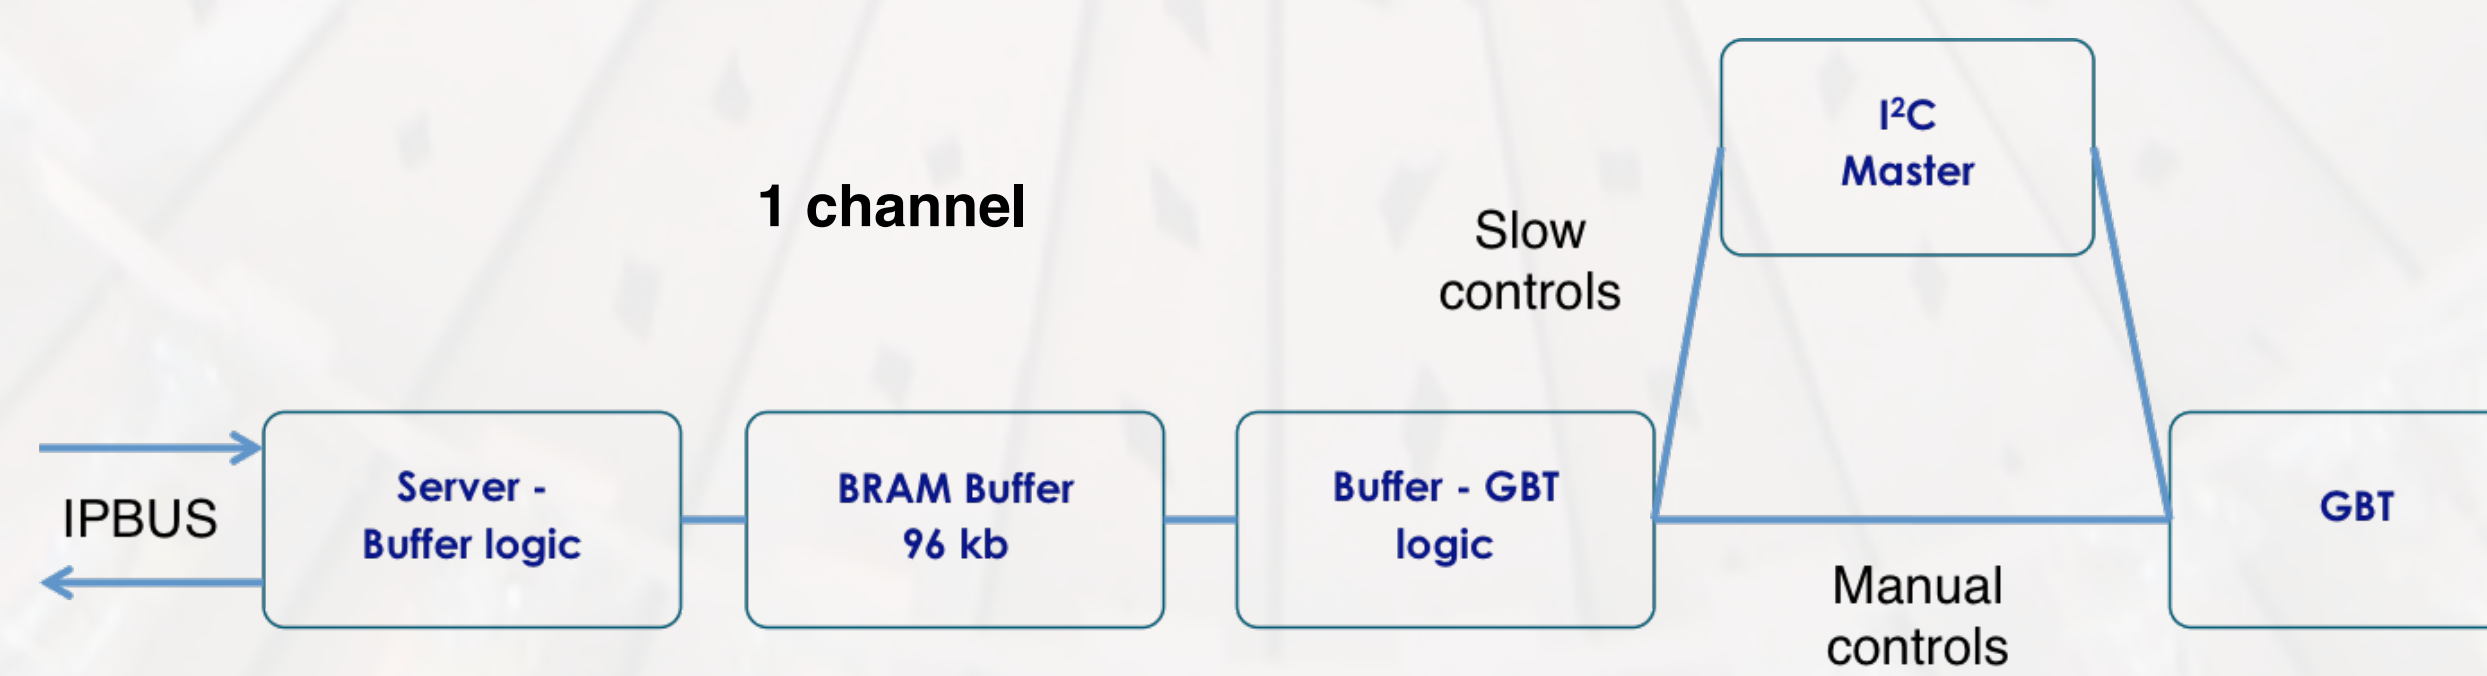 I²C
Master
1 channel
Slow
controls
IPBUS
Server -
Buffer logic
BRAM Buffer
96 kb
Buffer - GBT
logic
GBT
Manual
controls